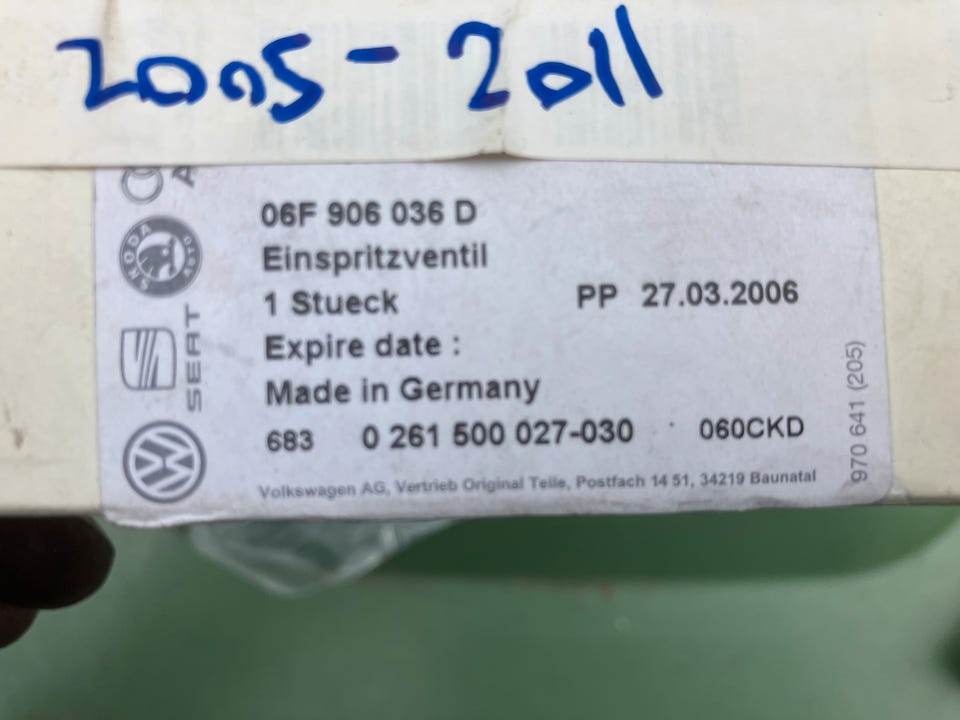 2005-2011
06F 906 036 D
Einspritzventil
1 Stueck PP 27.03.2006
Expire date :
Made in Germany
683 0 261 500 027-030 060CKD
Volkswagen AG, Vertrieb Original Teile, Postfach 14 51, 34219 Baunatal
970 641 (205)
A
SKODA AUTO
SEAT
VW